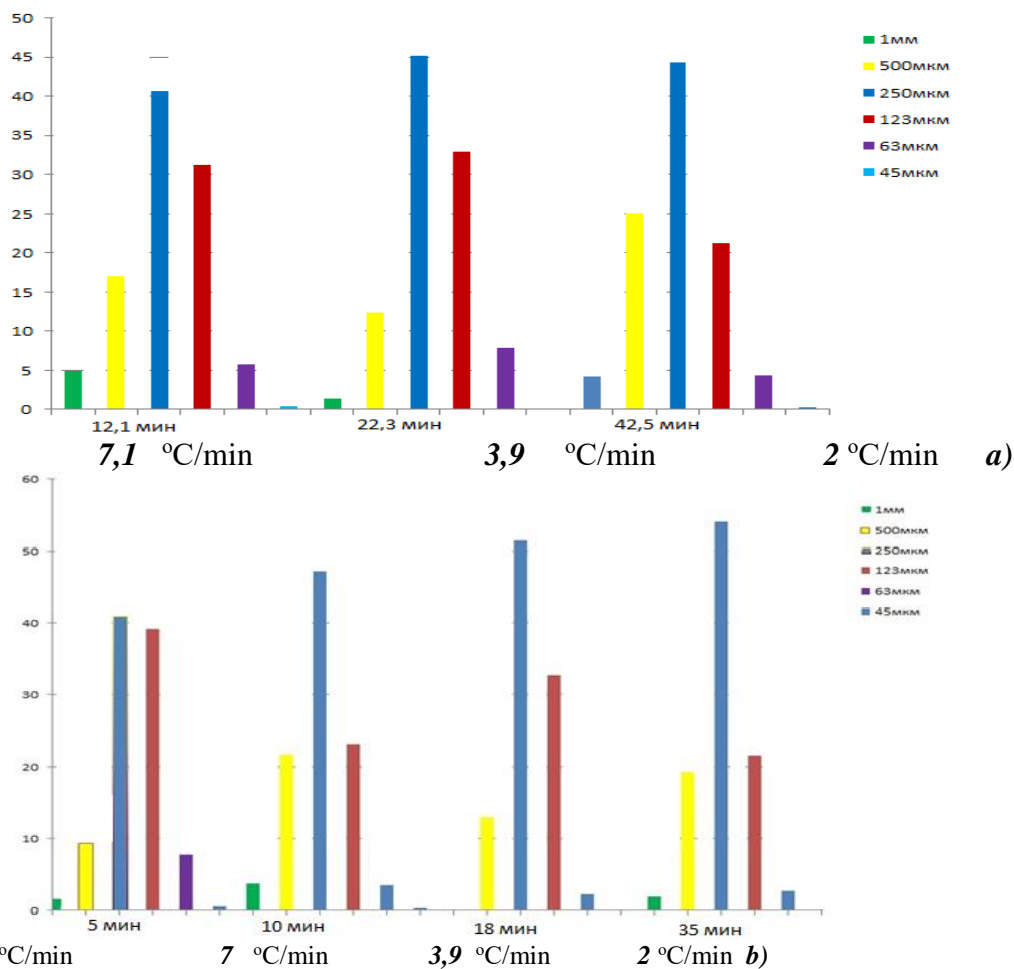 50
45
40
35
30
25
20
15
10
5
0
1мм
500мкм
250мкм
123мкм
63мкм
45мкм
12,1 мин 22,3 мин 42,5 мин
7,1 ºC/min 3,9 ºC/min 2 ºC/min a)
60
50
40
30
20
10
0
1мм
500мкм
250мкм
123мкм
63мкм
45мкм
5 мин 10 мин 18 мин 35 мин
ºC/min 7 ºC/min 3,9 ºC/min 2 ºC/min b)